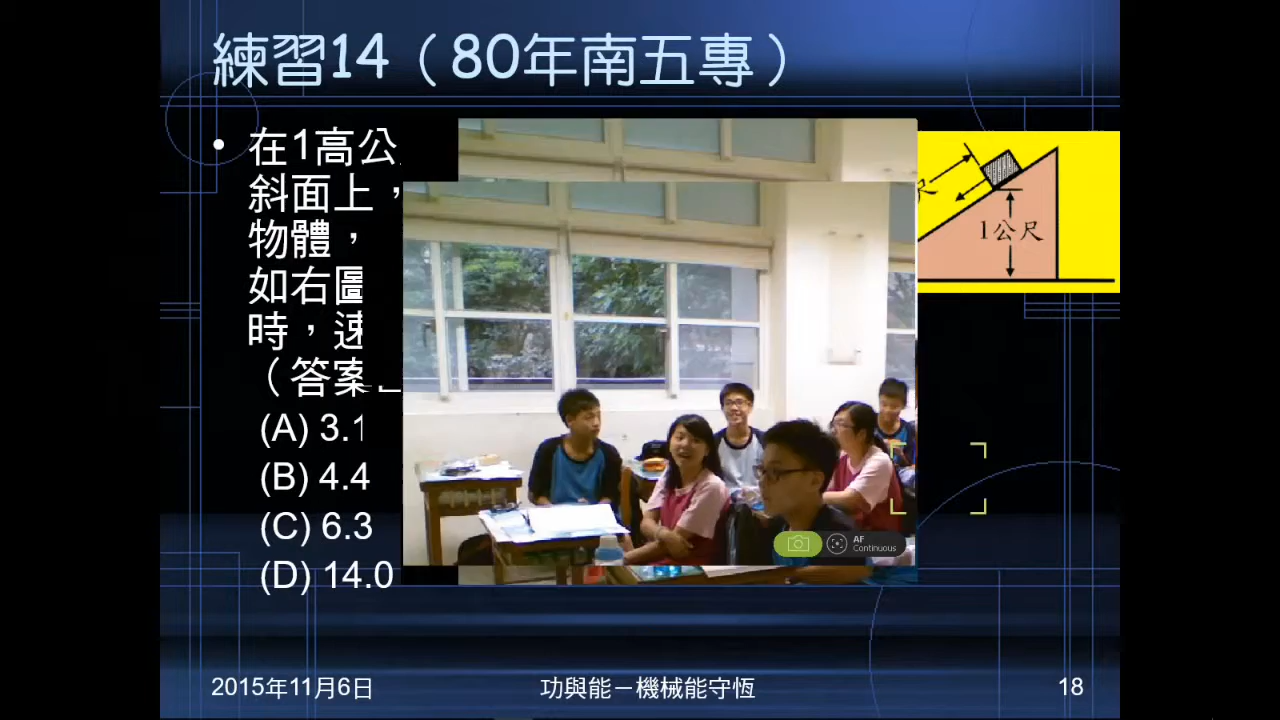 練習14（80年南五專）
• 在1高公
斜面上，
物體，
如右圖
時，速
（答案
(A) 3.1
(B) 4.4
(C) 6.3
(D) 14.0
尺
1公尺
AF
Continuous
2015年11月6日
功與能－機械能守恆
18